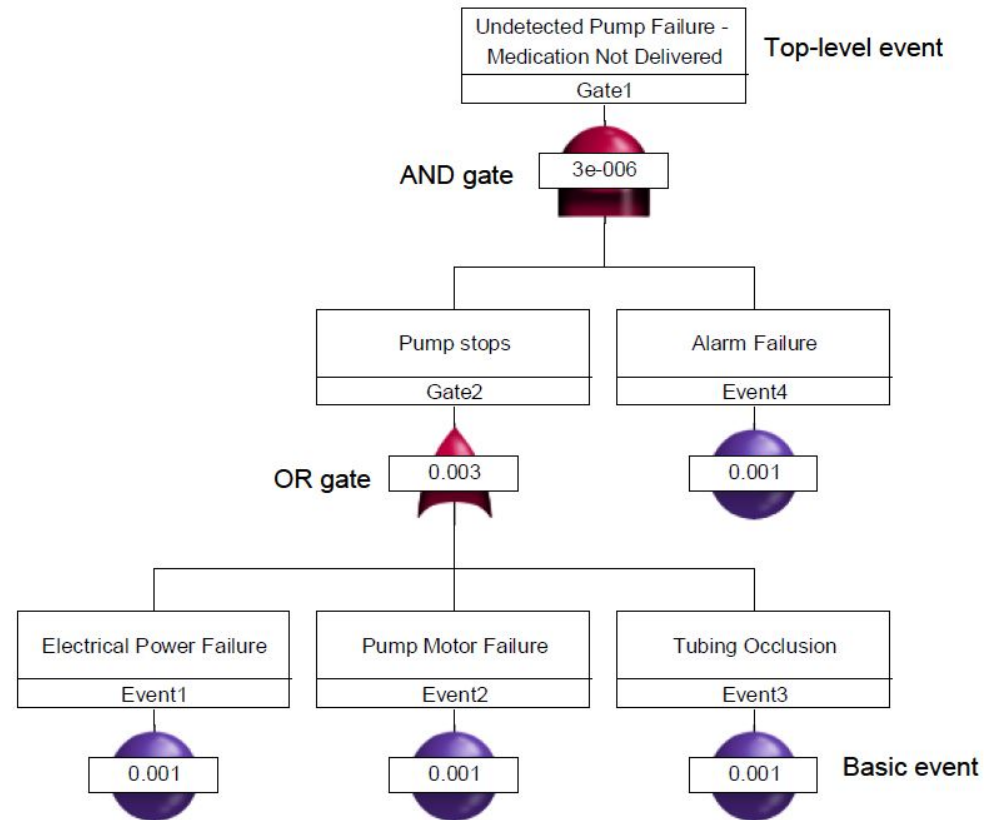 Undetected Pump Failure -
Medication Not Delivered
Top-level event
Gate1
AND gate
3e-006
Pump stops
Alarm Failure
Gate2
Event4
OR gate
0.003
0.001
Electrical Power Failure
Pump Motor Failure
Tubing Occlusion
Event1
Event2
Event3
0.001
0.001
0.001
Basic event